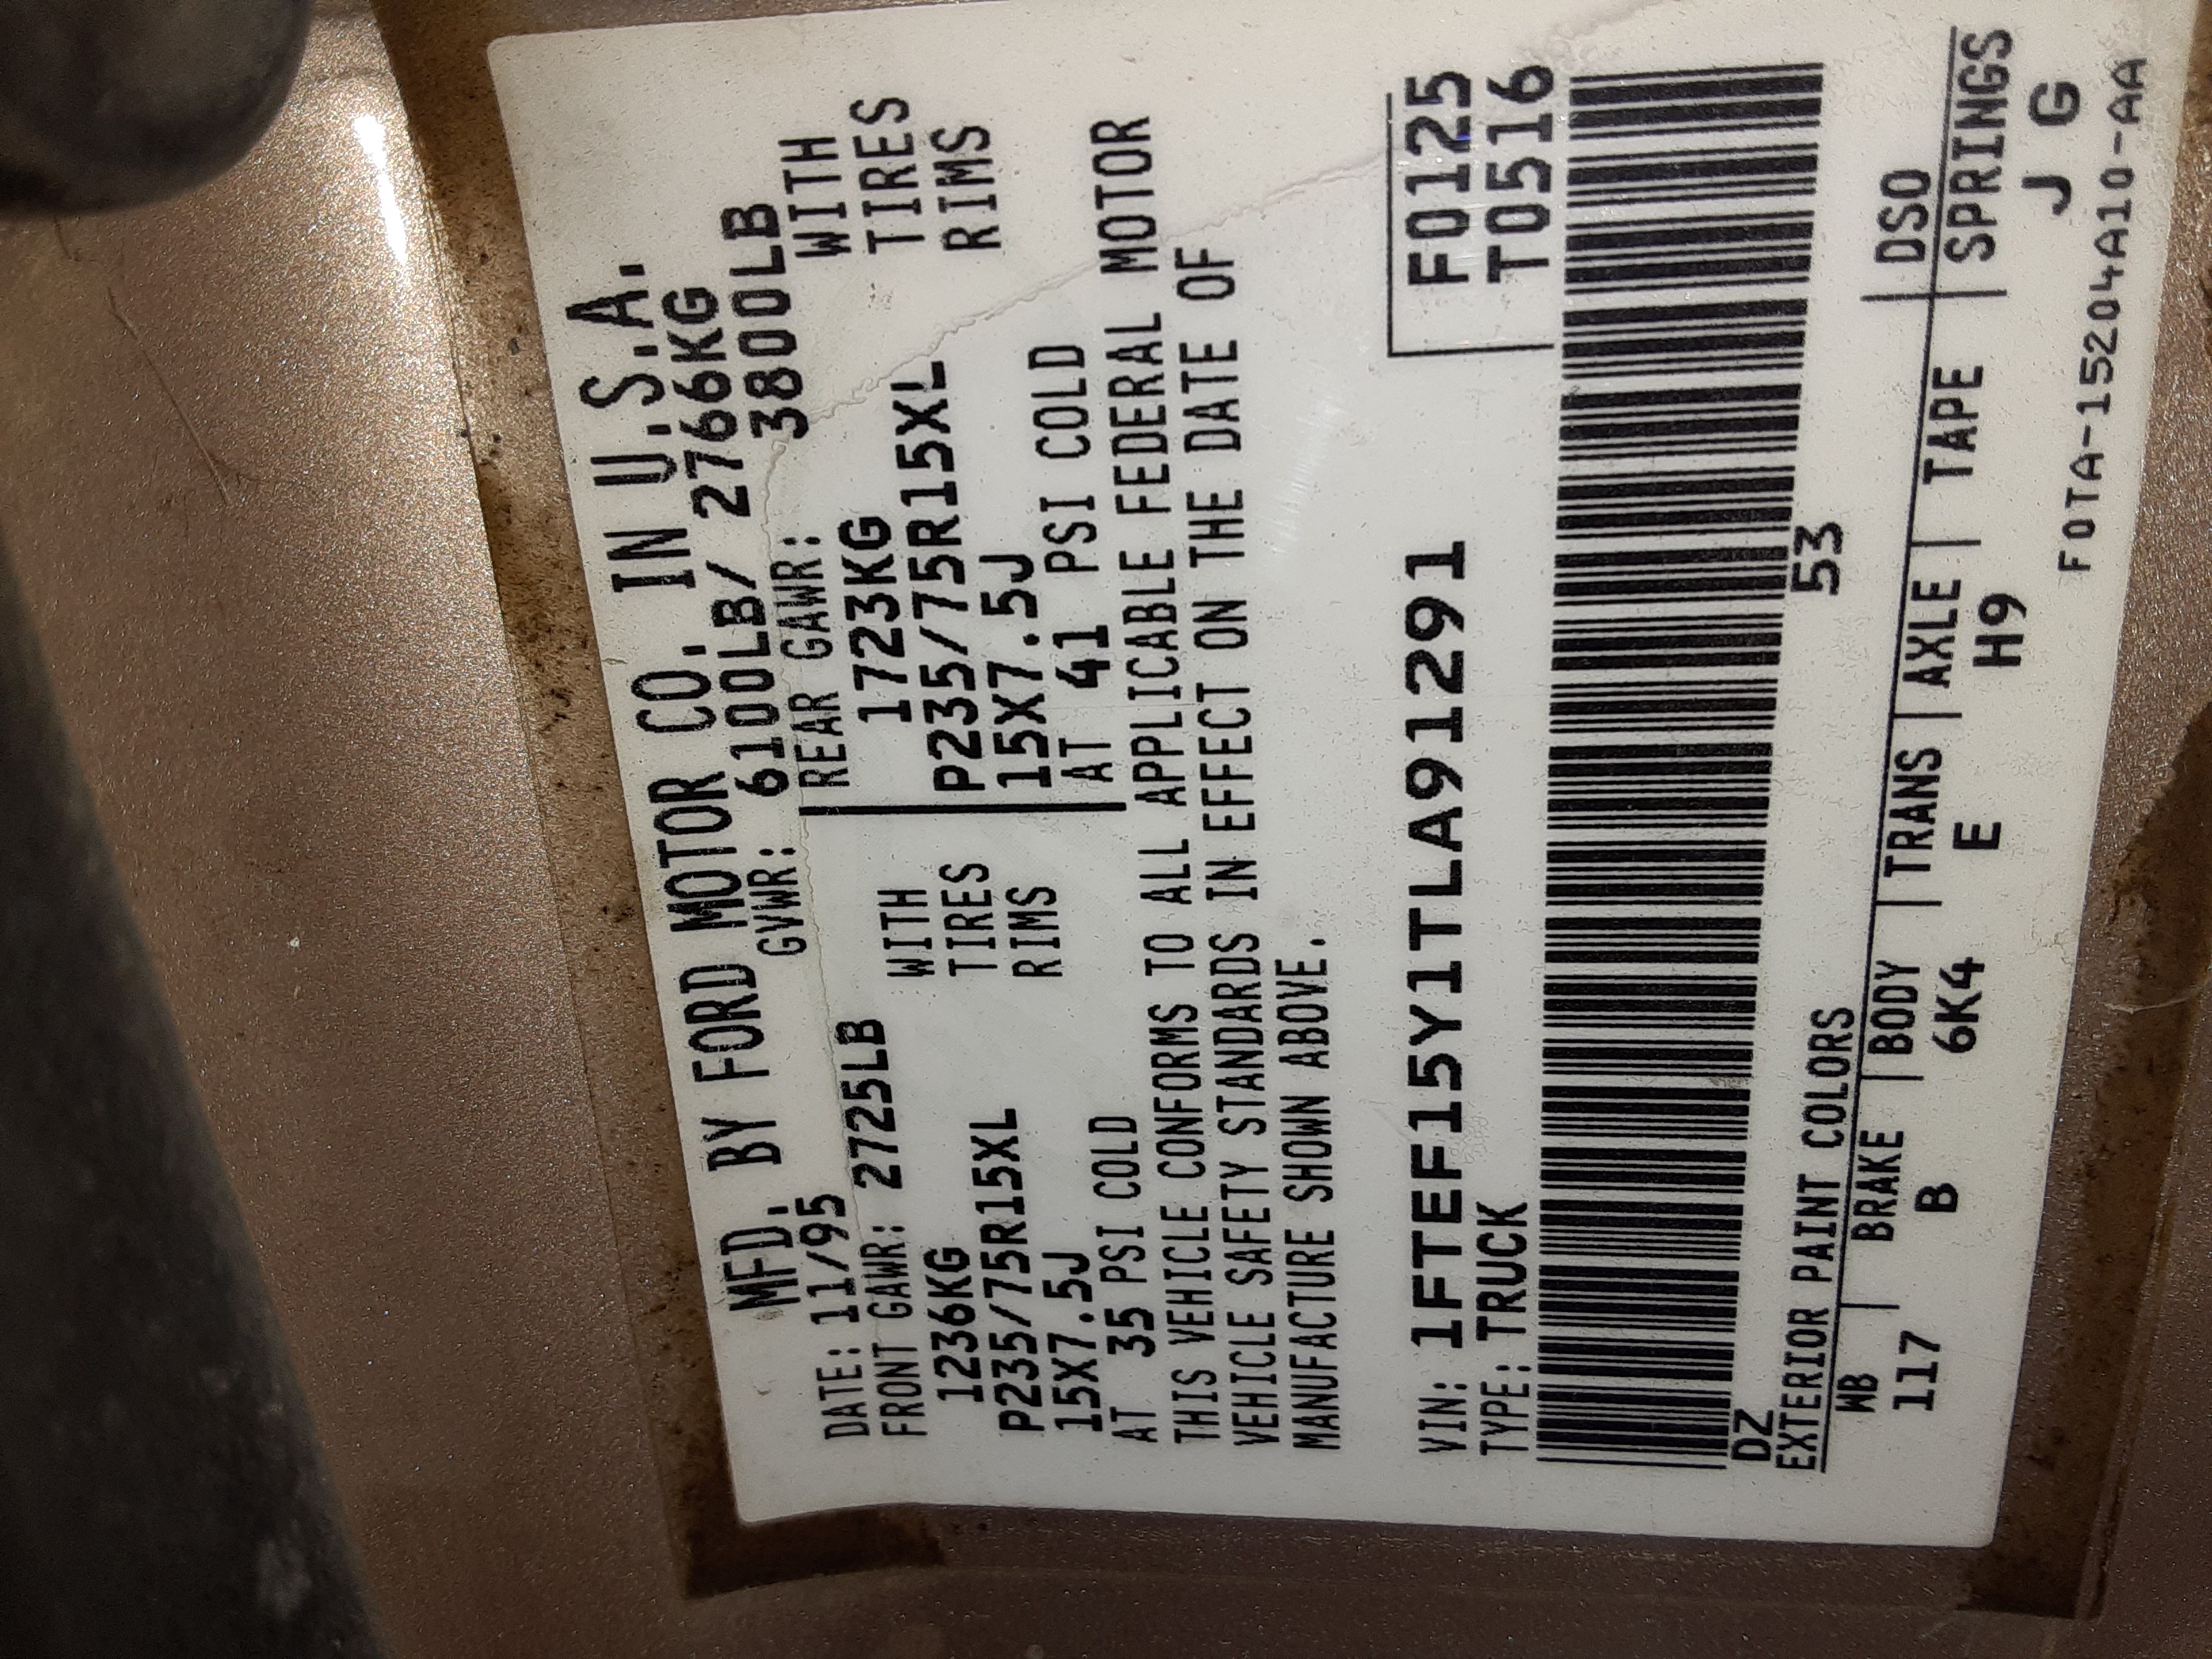 MFD. BY FORD MOTOR CO. IN U.S.A.
DATE: 11/95 GVWR: 6100LB/ 2766KG
FRONT GAWR: 2725LB REAR GAWR: 3800LB
1236KG WITH 1723KG WITH
P235/75R15XL TIRES P235/75R15XL TIRES
15X7.5J RIMS 15X7.5J RIMS
AT 35 PSI COLD AT 41 PSI COLD
THIS VEHICLE CONFORMS TO ALL APPLICABLE FEDERAL MOTOR
VEHICLE SAFETY STANDARDS IN EFFECT ON THE DATE OF
MANUFACTURE SHOWN ABOVE.
VIN: 1FTEF15Y1TLA91291 F0125
TYPE: TRUCK T0516
DZ 53
EXTERIOR PAINT COLORS DSO
WB BRAKE BODY TRANS AXLE TAPE SPRINGS
117 B 6K4 E H9 J G
F0TA-15204A10-AA